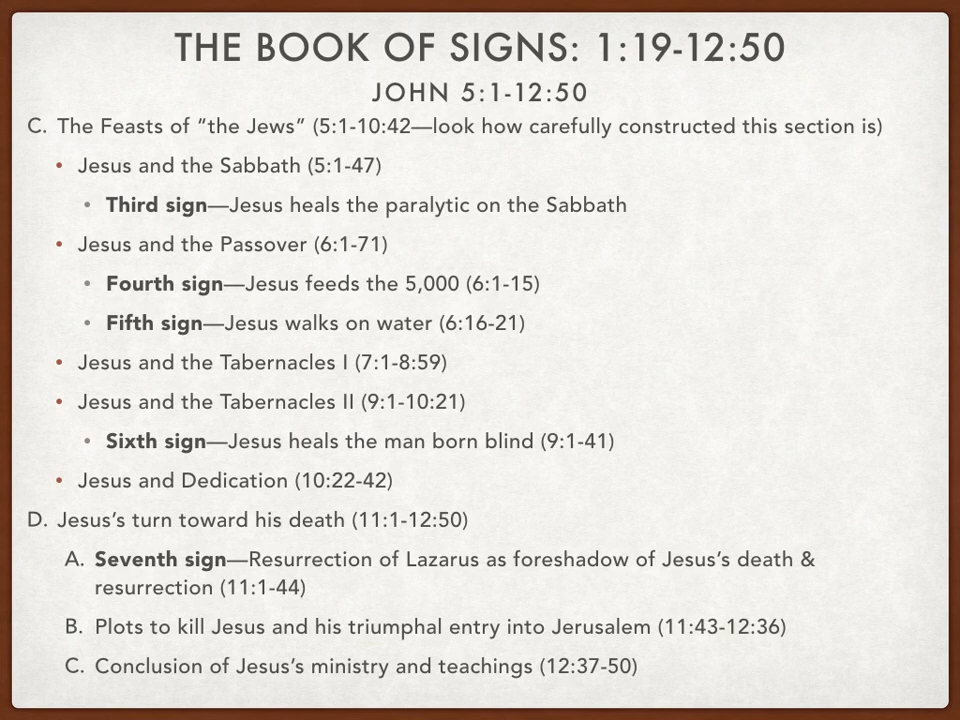 THE BOOK OF SIGNS: 1:19-12:50
JOHN 5:1-12:50
C. The Feasts of “the Jews” (5:1-10:42—look how carefully constructed this section is)
• Jesus and the Sabbath (5:1-47)
• Third sign—Jesus heals the paralytic on the Sabbath
• Jesus and the Passover (6:1-71)
• Fourth sign—Jesus feeds the 5,000 (6:1-15)
• Fifth sign—Jesus walks on water (6:16-21)
• Jesus and the Tabernacles I (7:1-8:59)
• Jesus and the Tabernacles II (9:1-10:21)
• Sixth sign—Jesus heals the man born blind (9:1-41)
• Jesus and Dedication (10:22-42)
D. Jesus’s turn toward his death (11:1-12:50)
A. Seventh sign—Resurrection of Lazarus as foreshadow of Jesus’s death &
resurrection (11:1-44)
B. Plots to kill Jesus and his triumphal entry into Jerusalem (11:43-12:36)
C. Conclusion of Jesus’s ministry and teachings (12:37-50)